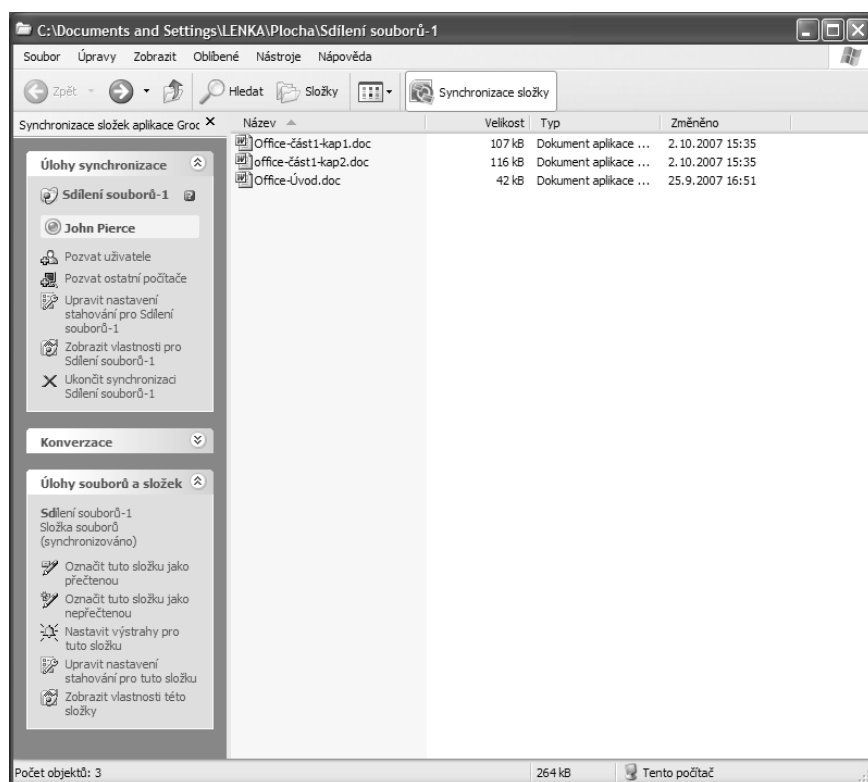 C:\Documents and Settings\LENKA\Plocha\Sdílení souborů-1
Soubor Úpravy Zobrazit Oblíbené Nástroje Nápověda
Zpět Hledat Složky Synchronizace složky
Synchronizace složek aplikace Groc
Název Velikost Typ Změněno
Office-část1-kap1.doc 107 kB Dokument aplikace ... 2.10.2007 15:35
office-část1-kap2.doc 116 kB Dokument aplikace ... 2.10.2007 15:35
Office-Úvod.doc 42 kB Dokument aplikace ... 25.9.2007 16:51
Úlohy synchronizace
Sdílení souborů-1
John Pierce
Pozvat uživatele
Pozvat ostatní počítače
Upravit nastavení
stahování pro Sdílení
souborů-1
Zobrazit vlastnosti pro
Sdílení souborů-1
Ukončit synchronizaci
Sdílení souborů-1
Konverzace
Úlohy souborů a složek
Sdílení souborů-1
Složka souborů
(synchronizováno)
Označit tuto složku jako
přečtenou
Označit tuto složku jako
nepřečtenou
Nastavit výstrahy pro
tuto složku
Upravit nastavení
stahování pro tuto složku
Zobrazit vlastnosti této
složky
Počet objektů: 3 264 kB Tento počítač